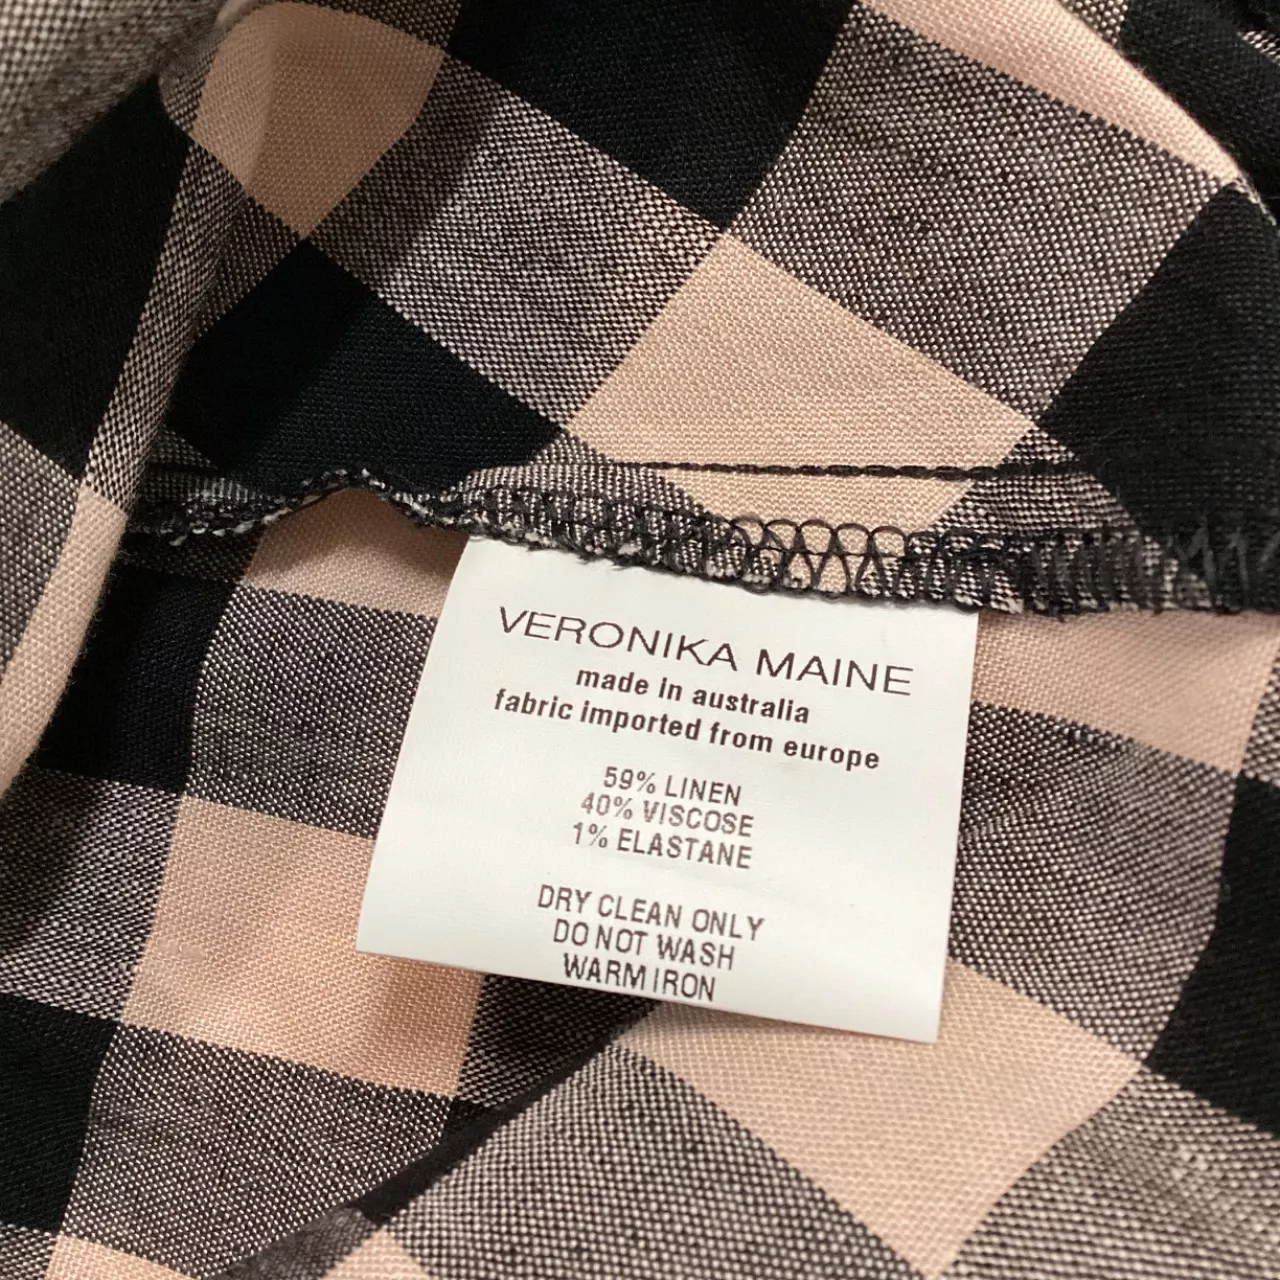 VERONIKA MAINE
made in australia
fabric imported from europe
59% LINEN
40% VISCOSE
1% ELASTANE
DRY CLEAN ONLY
DO NOT WASH
WARM IRON